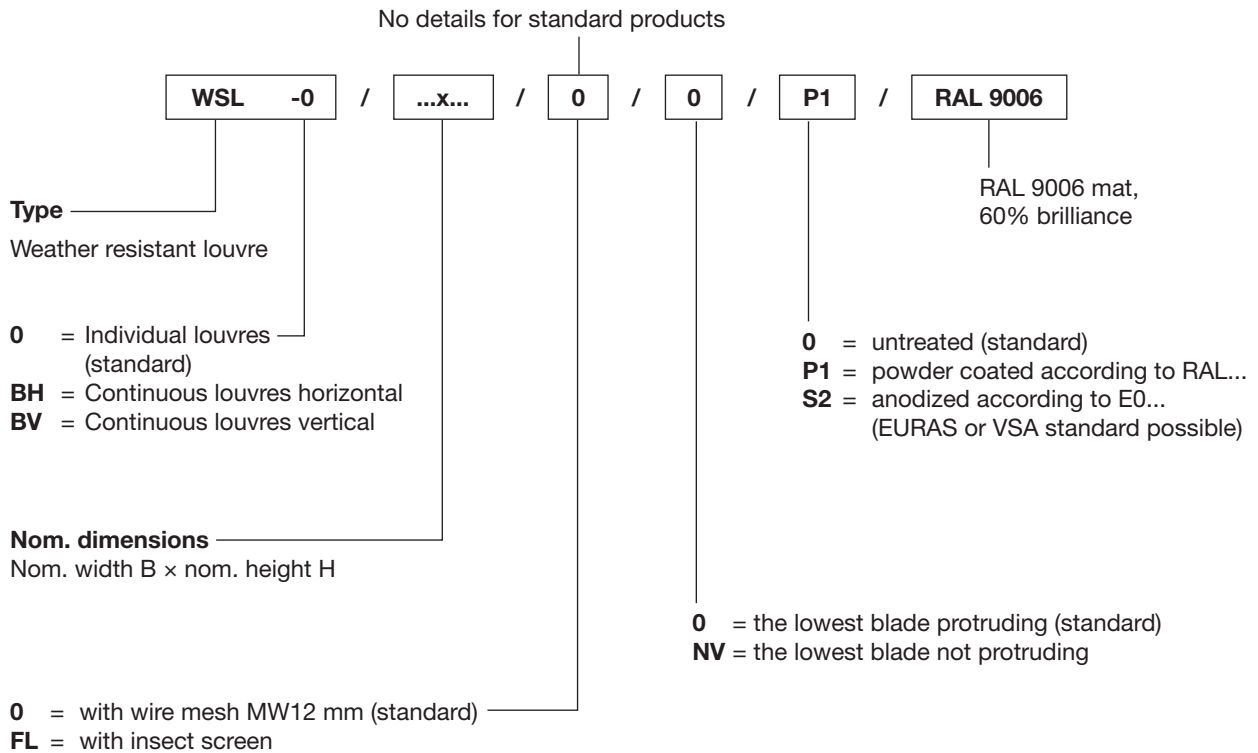 No details for standard products
WSL -0 / ...x... / 0 / 0 / P1 / RAL 9006
RAL 9006 mat,
60% brilliance
Type
Weather resistant louvre
0 = Individual louvres
(standard)
BH = Continuous louvres horizontal
BV = Continuous louvres vertical
0 = untreated (standard)
P1 = powder coated according to RAL...
S2 = anodized according to E0...
(EURAS or VSA standard possible)
Nom. dimensions
Nom. width B × nom. height H
0 = the lowest blade protruding (standard)
NV = the lowest blade not protruding
0 = with wire mesh MW12 mm (standard)
FL = with insect screen